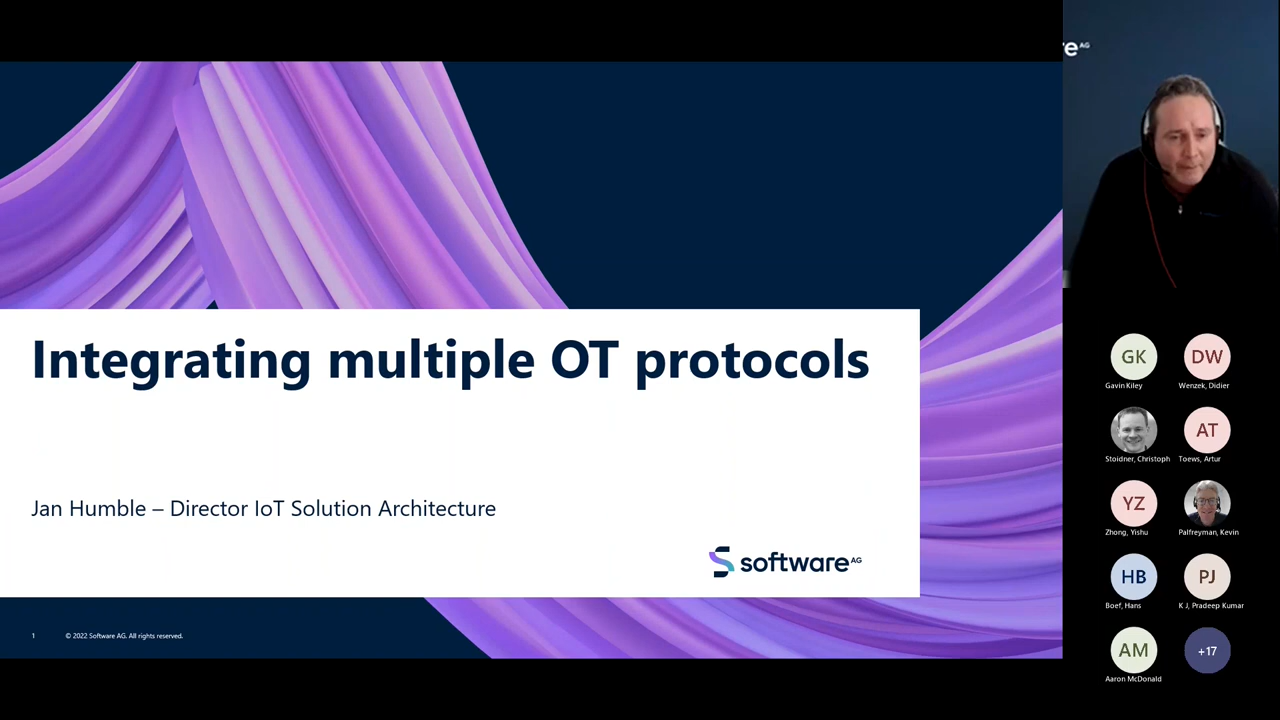 Integrating multiple OT protocols
Jan Humble – Director IoT Solution Architecture
software AG
1 © 2022 Software AG. All rights reserved.
e AG
GK DW
Gavin Kiley Wenzek, Didier
AT
Stoidner, Christoph Toews, Artur
YZ
Zhong, Yishu Palfreyman, Kevin
HB PJ
Boef, Hans K J, Pradeep Kumar
AM +17
Aaron McDonald